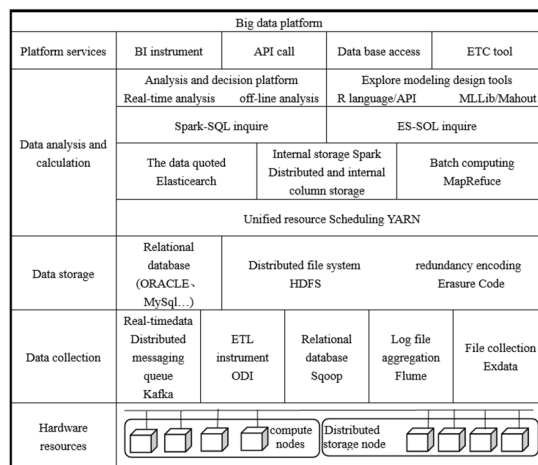 Big data platform
Platform services
BI instrument
API call
Data base access
ETC tool
Data analysis and
calculation
Analysis and decision platform
Real-time analysis off-line analysis
Explore modeling design tools
R language/API MLLib/Mahout
Spark-SQL inquire
ES-SOL inquire
The data quoted
Elasticearch
Internal storage Spark
Distributed and internal
column storage
Batch computing
MapRefuce
Unified resource Scheduling YARN
Data storage
Relational
database
(ORACLE、
MySql…)
Distributed file system
HDFS
redundancy encoding
Erasure Code
Data collection
Real-timedata
Distributed
messaging
queue
Kafka
ETL
instrument
ODI
Relational
database
Sqoop
Log file
aggregation
Flume
File collection
Exdata
Hardware
resources
compute
nodes
Distributed
storage node